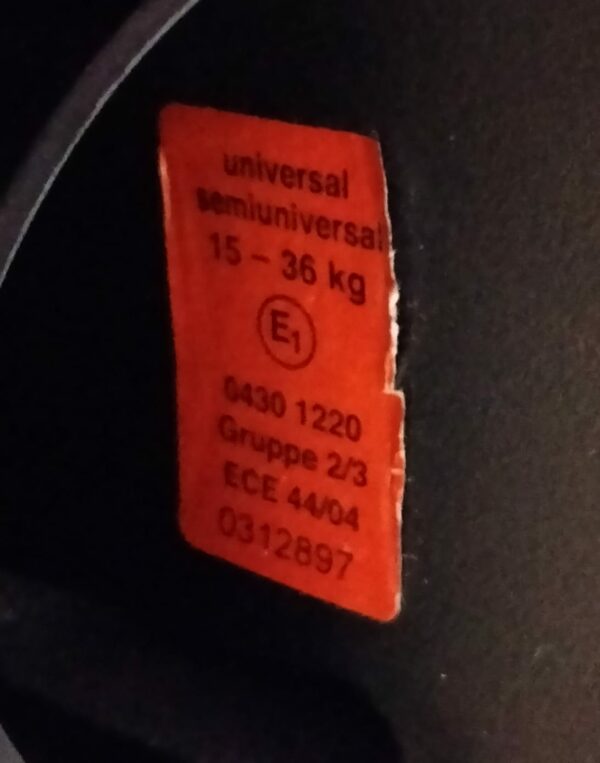 universal
semiuniversal
15 – 36 kg
E1
0430 1220
Gruppe 2/3
ECE 44/04
0312897